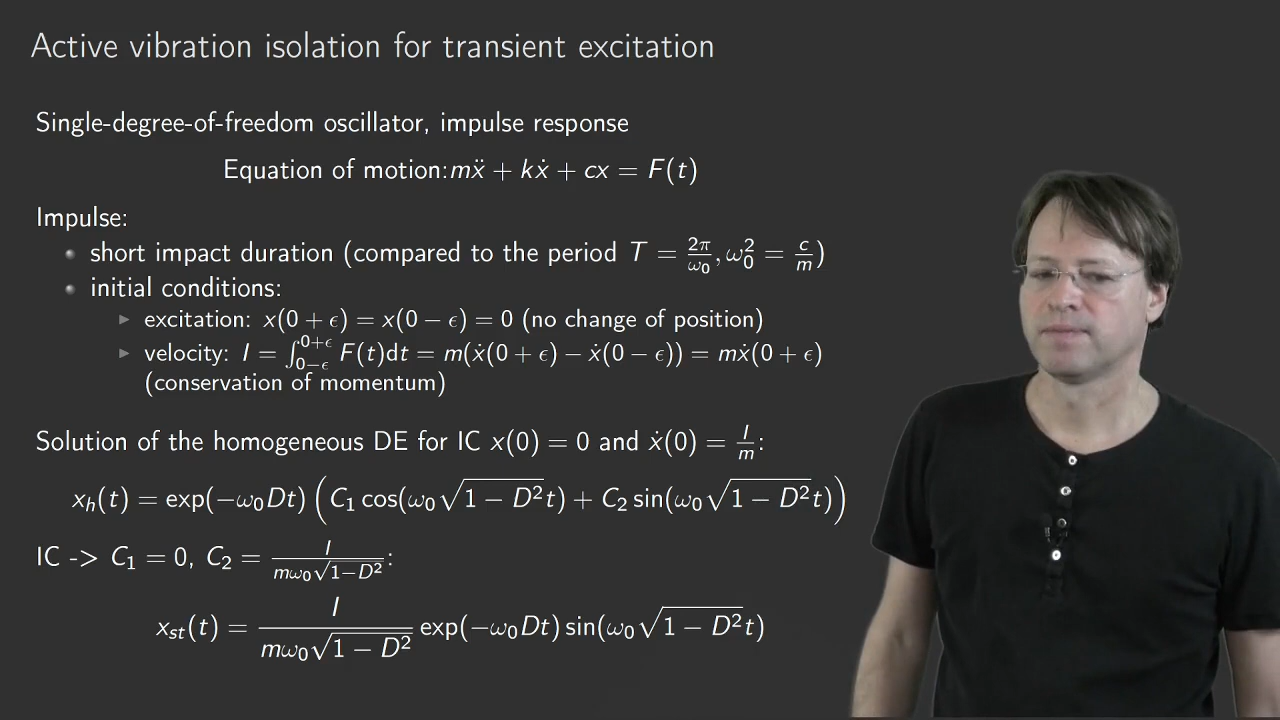 Active vibration isolation for transient excitation
Single-degree-of-freedom oscillator, impulse response
Equation of motion:mẍ + kẋ + cx = F(t)
Impulse:
• short impact duration (compared to the period T = 2π/ω₀, ω₀² = c/m)
• initial conditions:
▶ excitation: x(0 + ϵ) = x(0 − ϵ) = 0 (no change of position)
▶ velocity: I = ∫_{0−ϵ}^{0+ϵ} F(t)dt = m(ẋ(0 + ϵ) − ẋ(0 − ϵ)) = mẋ(0 + ϵ)
(conservation of momentum)
Solution of the homogeneous DE for IC x(0) = 0 and ẋ(0) = I/m:
x_h(t) = exp(−ω₀Dt) (C₁ cos(ω₀√(1 − D²)t) + C₂ sin(ω₀√(1 − D²)t))
IC -> C₁ = 0, C₂ = I/(mω₀√(1−D²)):
x_st(t) = I/(mω₀√(1 − D²)) exp(−ω₀Dt) sin(ω₀√(1 − D²)t)